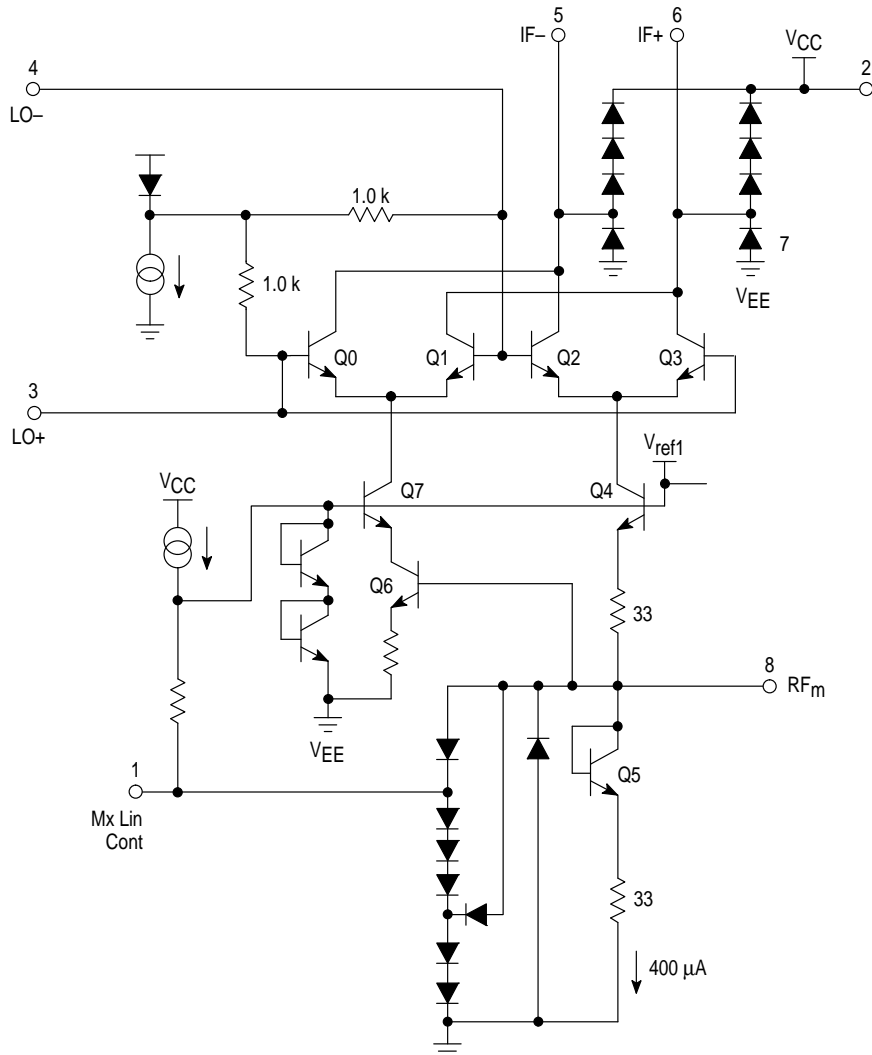 5
6
IF–
IF+
VCC
4
2
LO–
1.0 k
1.0 k
7
VEE
Q0
Q1
Q2
Q3
3
LO+
Vref1
VCC
Q7
Q4
Q6
33
8
RFm
VEE
Q5
1
Mx Lin
Cont
33
400 μA